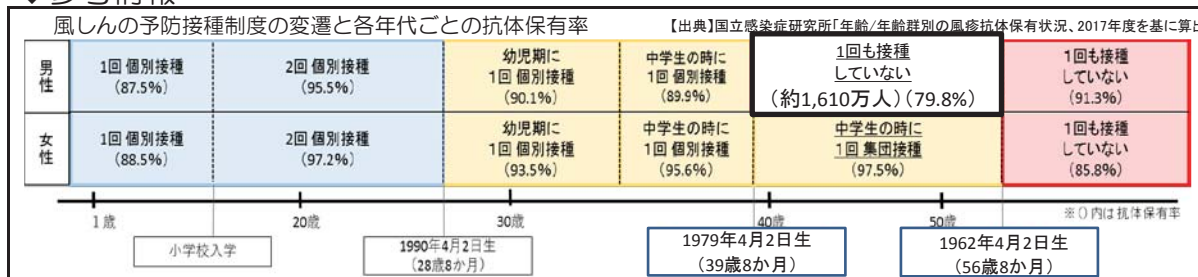 風しんの予防接種制度の変遷と各年代ごとの抗体保有率
【出典】国立感染症研究所「年齢/年齢群別の風疹抗体保有状況、2017年度を基に算出
男性
1回 個別接種
(87.5%)
2回 個別接種
(95.5%)
幼児期に
1回 個別接種
(90.1%)
中学生の時に
1回 個別接種
(89.9%)
1回も接種
していない
(約1,610万人)(79.8%)
1回も接種
していない
(91.3%)
女性
1回 個別接種
(88.5%)
2回 個別接種
(97.2%)
幼児期に
1回 個別接種
(93.5%)
中学生の時に
1回 個別接種
(95.6%)
中学生の時に
1回 集団接種
(97.5%)
1回も接種
していない
(85.8%)
1歳
20歳
30歳
40歳
50歳
※()内は抗体保有率
小学校入学
1990年4月2日生
(28歳8か月)
1979年4月2日生
(39歳8か月)
1962年4月2日生
(56歳8か月)